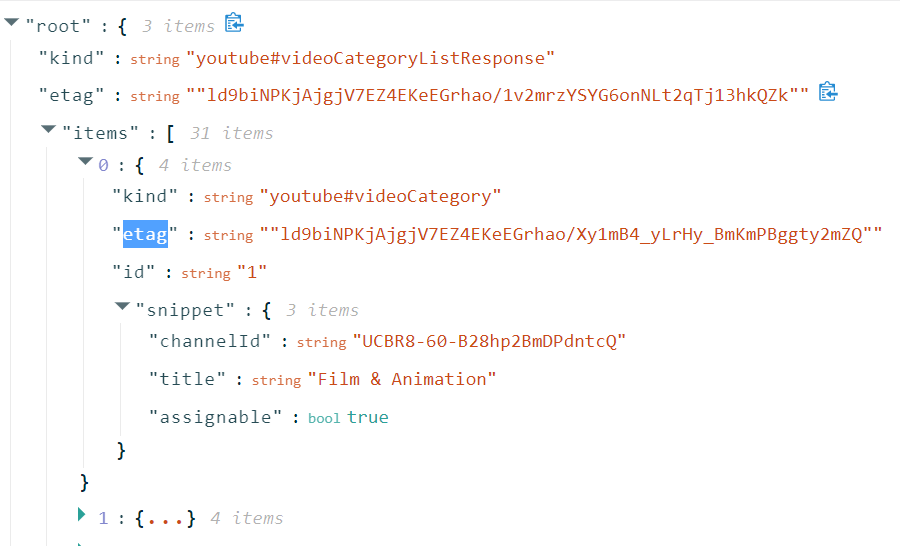 "root" : { 3 items
"kind" : string "youtube#videoCategoryListResponse"
"etag" : string ""ld9biNPKjAjgjV7EZ4EKeEGrhao/1v2mrzYSYG6onNLt2qTj13hkQZk""
"items" : [ 31 items
0 : { 4 items
"kind" : string "youtube#videoCategory"
"etag" : string ""ld9biNPKjAjgjV7EZ4EKeEGrhao/Xy1mB4_yLrHy_BmKmPBggty2mZQ""
"id" : string "1"
"snippet" : { 3 items
"channelId" : string "UCBR8-60-B28hp2BmDPdntcQ"
"title" : string "Film & Animation"
"assignable" : bool true
}
}
1 : {...} 4 items